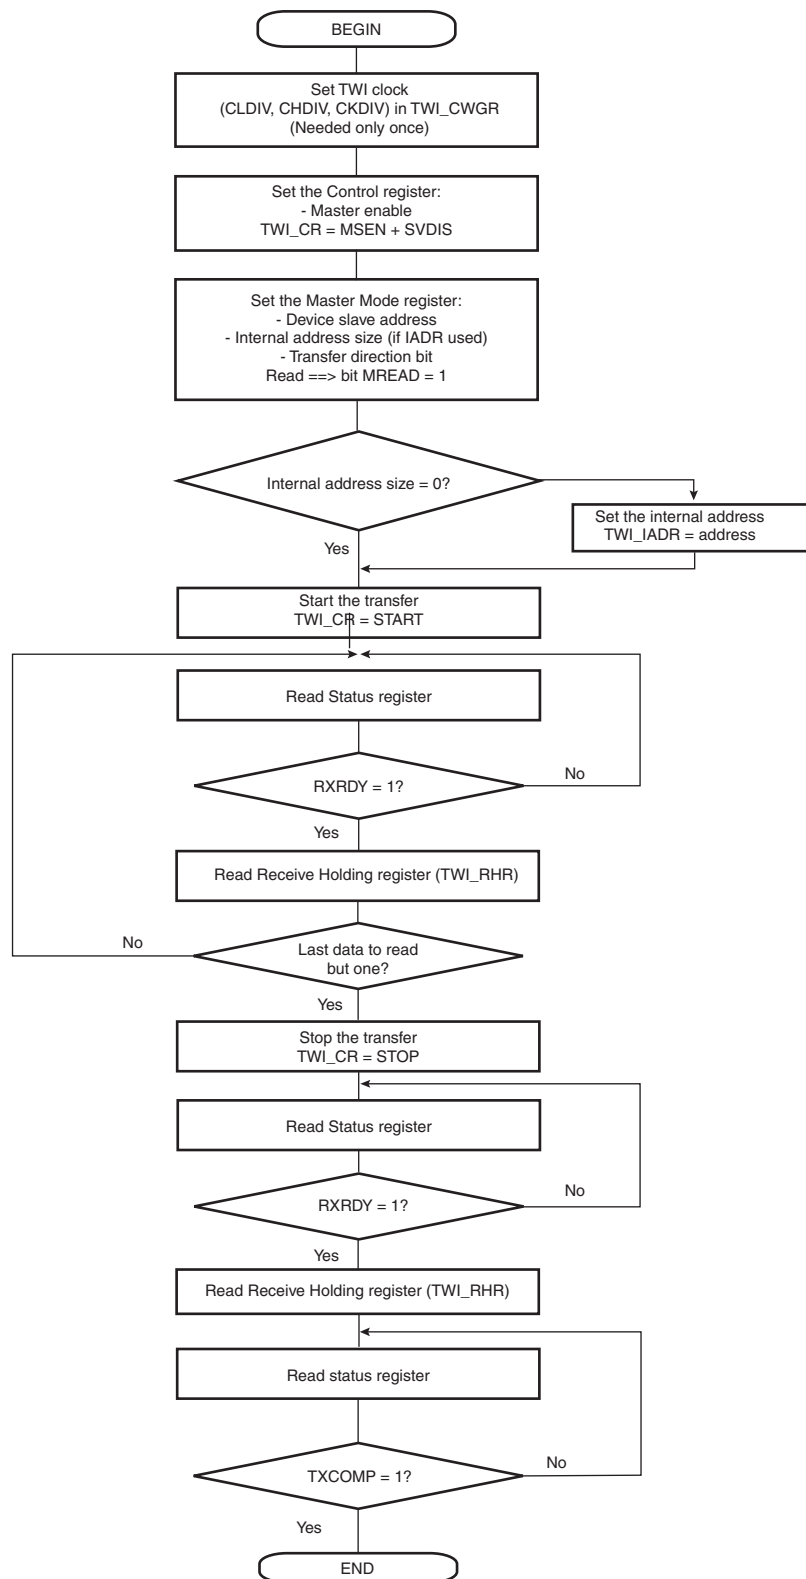 BEGIN
Set TWI clock
(CLDIV, CHDIV, CKDIV) in TWI_CWGR
(Needed only once)
Set the Control register:
- Master enable
TWI_CR = MSEN + SVDIS
Set the Master Mode register:
- Device slave address
- Internal address size (if IADR used)
- Transfer direction bit
Read ==> bit MREAD = 1
Internal address size = 0?
Set the internal address
TWI_IADR = address
Yes
Start the transfer
TWI_CR = START
Read Status register
RXRDY = 1?
No
Yes
Read Receive Holding register (TWI_RHR)
No
Last data to read
but one?
Yes
Stop the transfer
TWI_CR = STOP
Read Status register
RXRDY = 1?
No
Yes
Read Receive Holding register (TWI_RHR)
Read status register
TXCOMP = 1?
No
Yes
END